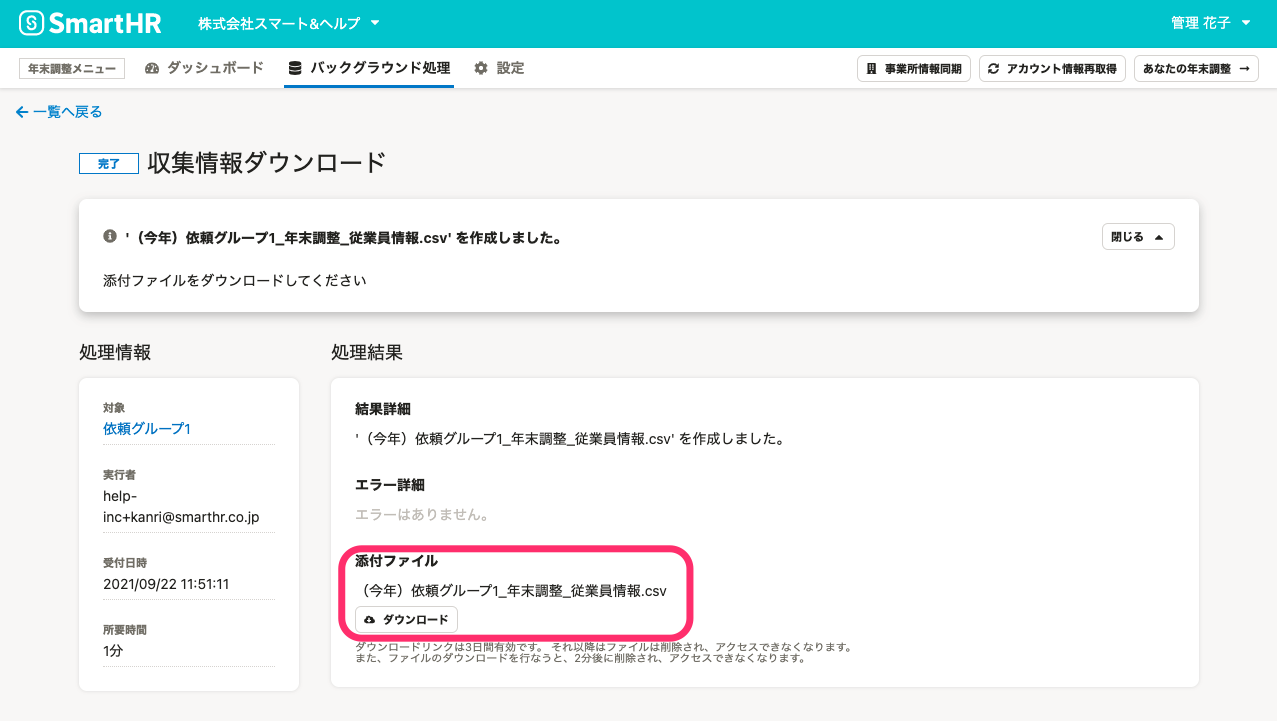 SmartHR 株式会社スマート&ヘルプ 管理 花子
年末調整メニュー ダッシュボード バックグラウンド処理 設定 事業所情報同期 アカウント情報再取得 あなたの年末調整 →
← 一覧へ戻る
完了 収集情報ダウンロード
'（今年）依頼グループ1_年末調整_従業員情報.csv' を作成しました。 閉じる
添付ファイルをダウンロードしてください
処理情報
対象
依頼グループ1
実行者
help-
inc+kanri@smarthr.co.jp
受付日時
2021/09/22 11:51:11
所要時間
1分
処理結果
結果詳細
'（今年）依頼グループ1_年末調整_従業員情報.csv' を作成しました。
エラー詳細
エラーはありません。
添付ファイル
（今年）依頼グループ1_年末調整_従業員情報.csv
ダウンロード
ダウンロードリンクは3日間有効です。 それ以降はファイルは削除され、アクセスできなくなります。
また、ファイルのダウンロードを行なうと、2分後に削除され、アクセスできなくなります。